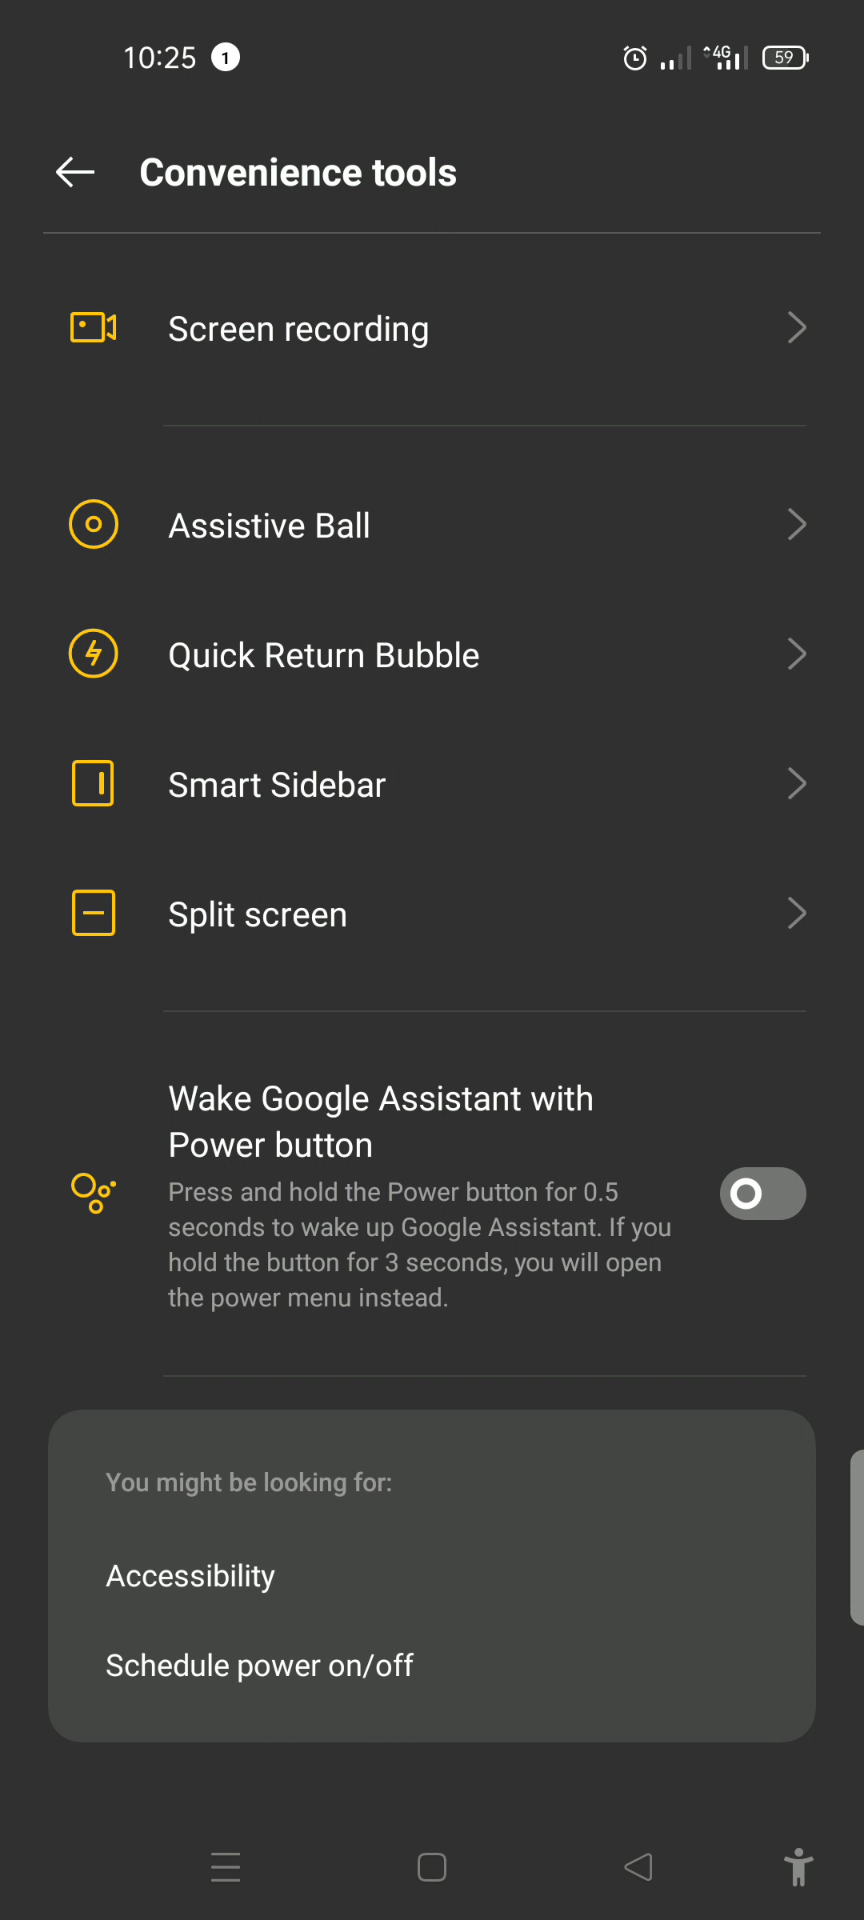 10:25 1 4G 59
Convenience tools
Screen recording
Assistive Ball
Quick Return Bubble
Smart Sidebar
Split screen
Wake Google Assistant with
Power button
Press and hold the Power button for 0.5
seconds to wake up Google Assistant. If you
hold the button for 3 seconds, you will open
the power menu instead.
You might be looking for:
Accessibility
Schedule power on/off